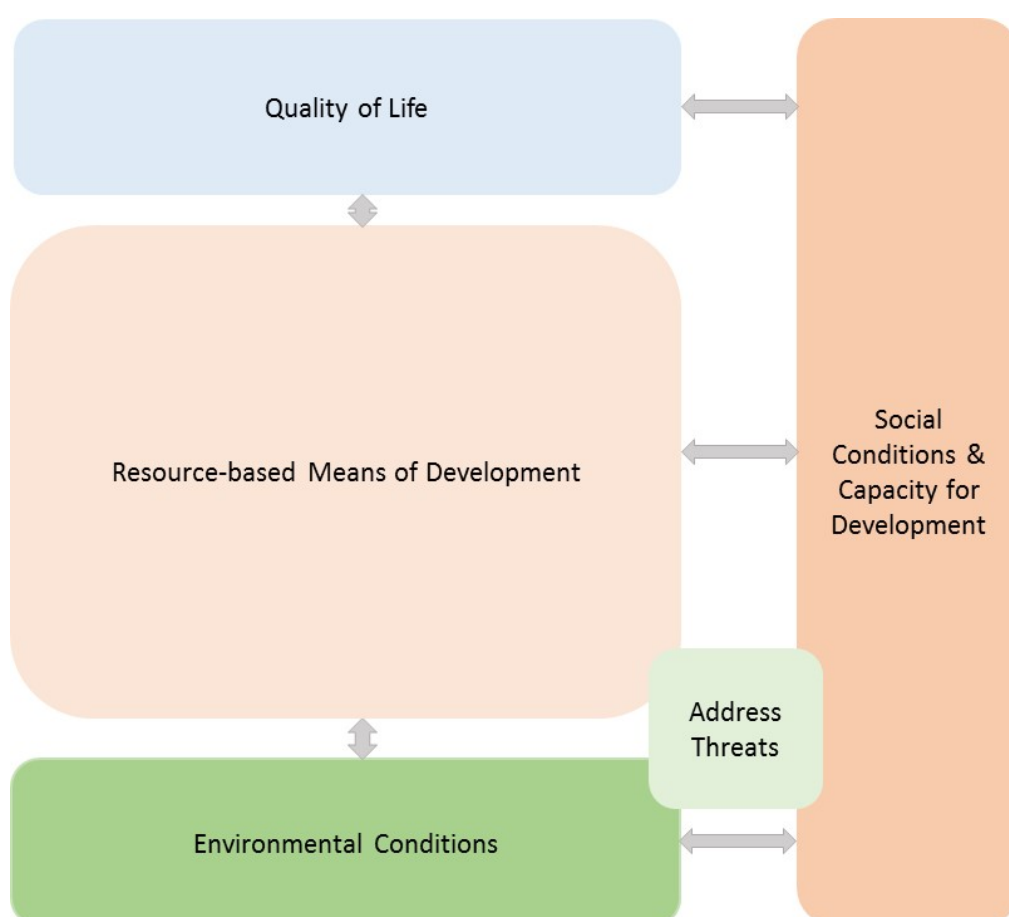 Quality of Life
Resource-based Means of Development
Social
Conditions &
Capacity for
Development
Address
Threats
Environmental Conditions